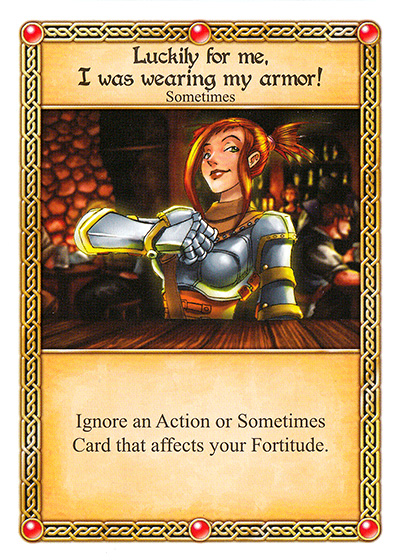 Luckily for me,
I was wearing my armor!
Sometimes
Ignore an Action or Sometimes
Card that affects your Fortitude.